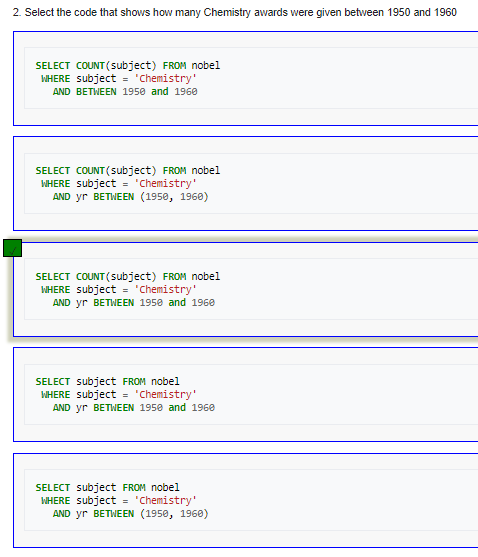 2. Select the code that shows how many Chemistry awards were given between 1950 and 1960
SELECT COUNT(subject) FROM nobel
WHERE subject = 'Chemistry'
AND BETWEEN 1950 and 1960
SELECT COUNT(subject) FROM nobel
WHERE subject = 'Chemistry'
AND yr BETWEEN (1950, 1960)
SELECT COUNT(subject) FROM nobel
WHERE subject = 'Chemistry'
AND yr BETWEEN 1950 and 1960
SELECT subject FROM nobel
WHERE subject = 'Chemistry'
AND yr BETWEEN 1950 and 1960
SELECT subject FROM nobel
WHERE subject = 'Chemistry'
AND yr BETWEEN (1950, 1960)